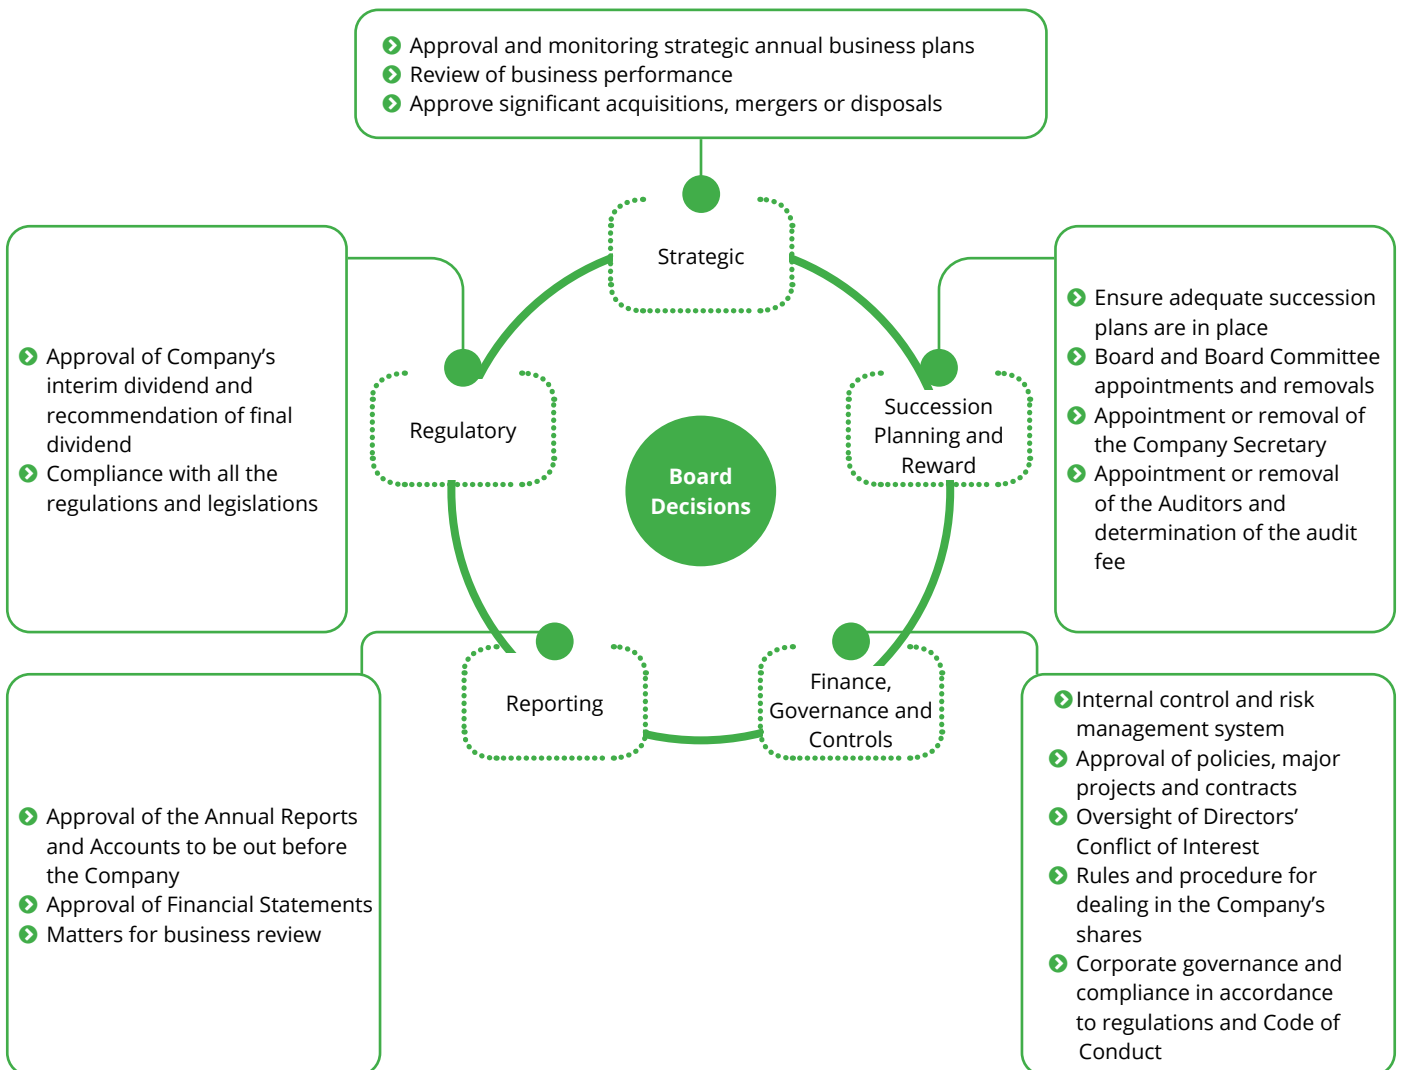 Approval and monitoring strategic annual business plans
Review of business performance
Approve significant acquisitions, mergers or disposals
Strategic
Approval of Company's
interim dividend and
recommendation of final
dividend
Compliance with all the
regulations and legislations
Regulatory
Board
Decisions
Succession
Planning and
Reward
Ensure adequate succession
plans are in place
Board and Board Committee
appointments and removals
Appointment or removal of
the Company Secretary
Appointment or removal
of the Auditors and
determination of the audit
fee
Approval of the Annual Reports
and Accounts to be out before
the Company
Approval of Financial Statements
Matters for business review
Reporting
Finance,
Governance and
Controls
Internal control and risk
management system
Approval of policies, major
projects and contracts
Oversight of Directors'
Conflict of Interest
Rules and procedure for
dealing in the Company's
shares
Corporate governance and
compliance in accordance
to regulations and Code of
Conduct